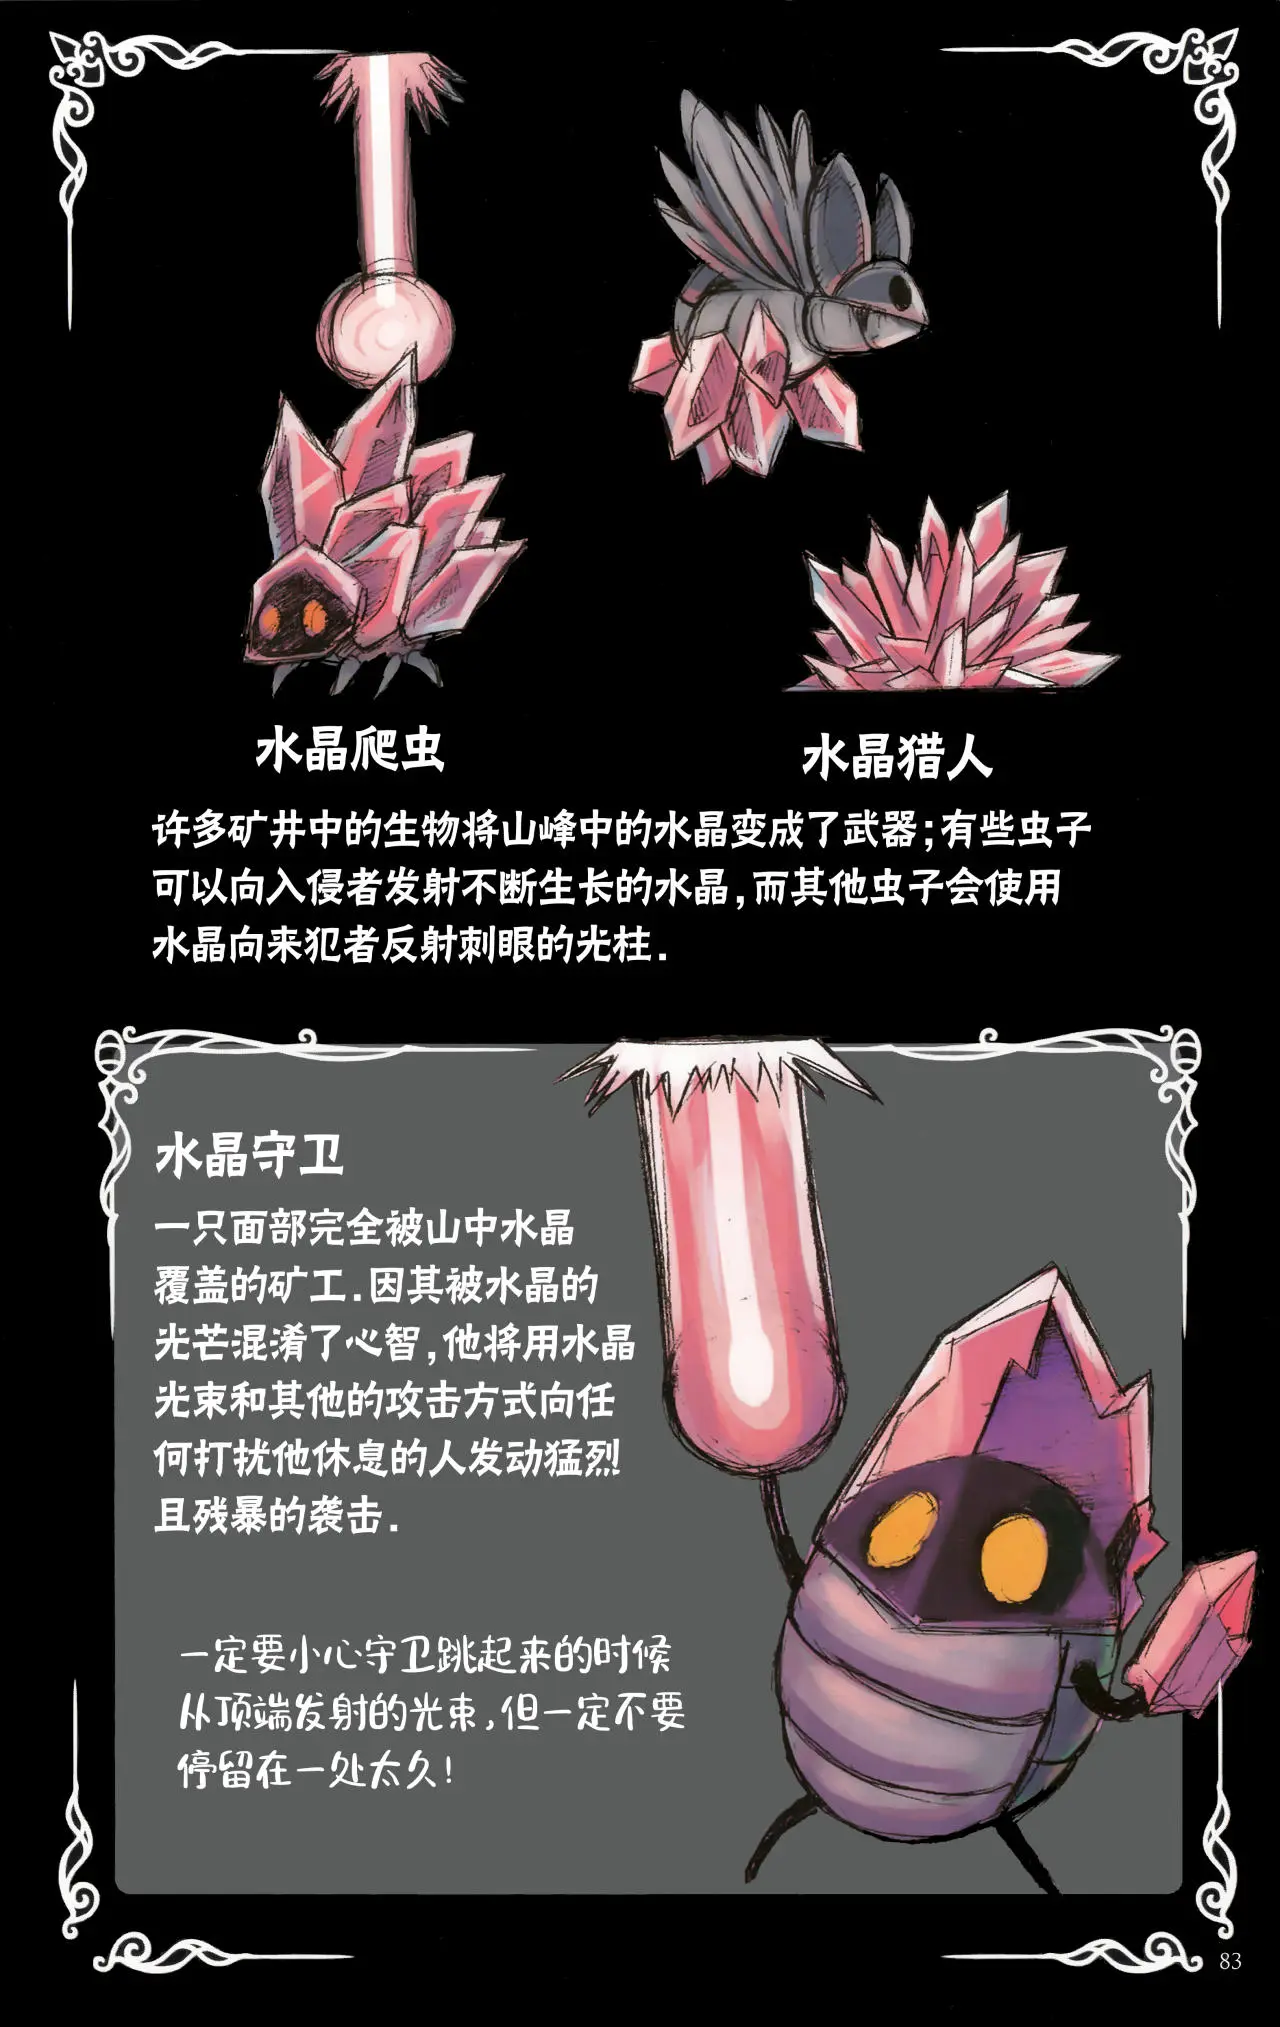 水晶爬虫
水晶猎人
许多矿井中的生物将山峰中的水晶变成了武器;有些虫子
可以向入侵者发射不断生长的水晶,而其他虫子会使用
水晶向来犯者反射刺眼的光柱.
水晶守卫
一只面部完全被山中水晶
覆盖的矿工.因其被水晶的
光芒混淆了心智,他将用水晶
光束和其他的攻击方式向任
何打扰他休息的人发动猛烈
且残暴的袭击.
一定要小心守卫跳起来的时候
从顶端发射的光束,但一定不要
停留在一处太久!
83